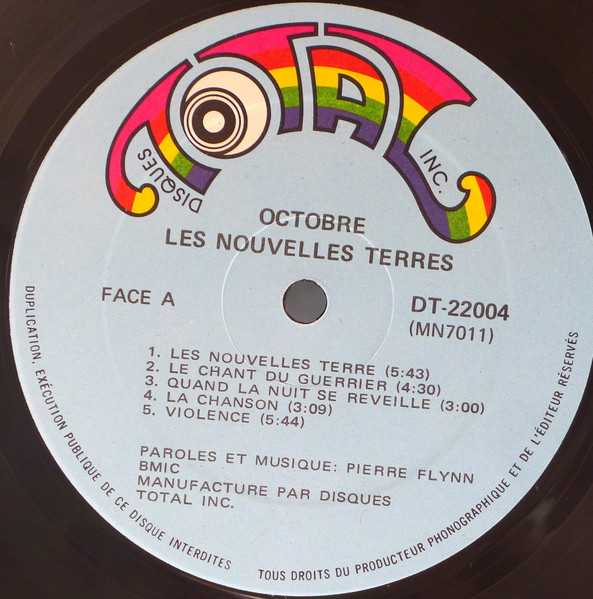 DISQUES TOTAL INC.
OCTOBRE
LES NOUVELLES TERRES
FACE A
DT-22004
(MN7011)
1. LES NOUVELLES TERRE (5:43)
2. LE CHANT DU GUERRIER (4:30)
3. QUAND LA NUIT SE REVEILLE (3:00)
4. LA CHANSON (3:09)
5. VIOLENCE (5:44)
PAROLES ET MUSIQUE: PIERRE FLYNN
BMIC
MANUFACTURE PAR DISQUES
TOTAL INC.
DUPLICATION, EXÉCUTION PUBLIQUE DE CE DISQUE INTERDITES
TOUS DROITS DU PRODUCTEUR PHONOGRAPHIQUE ET DE L'ÉDITEUR RÉSERVÉS